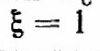 ξ = 1̊